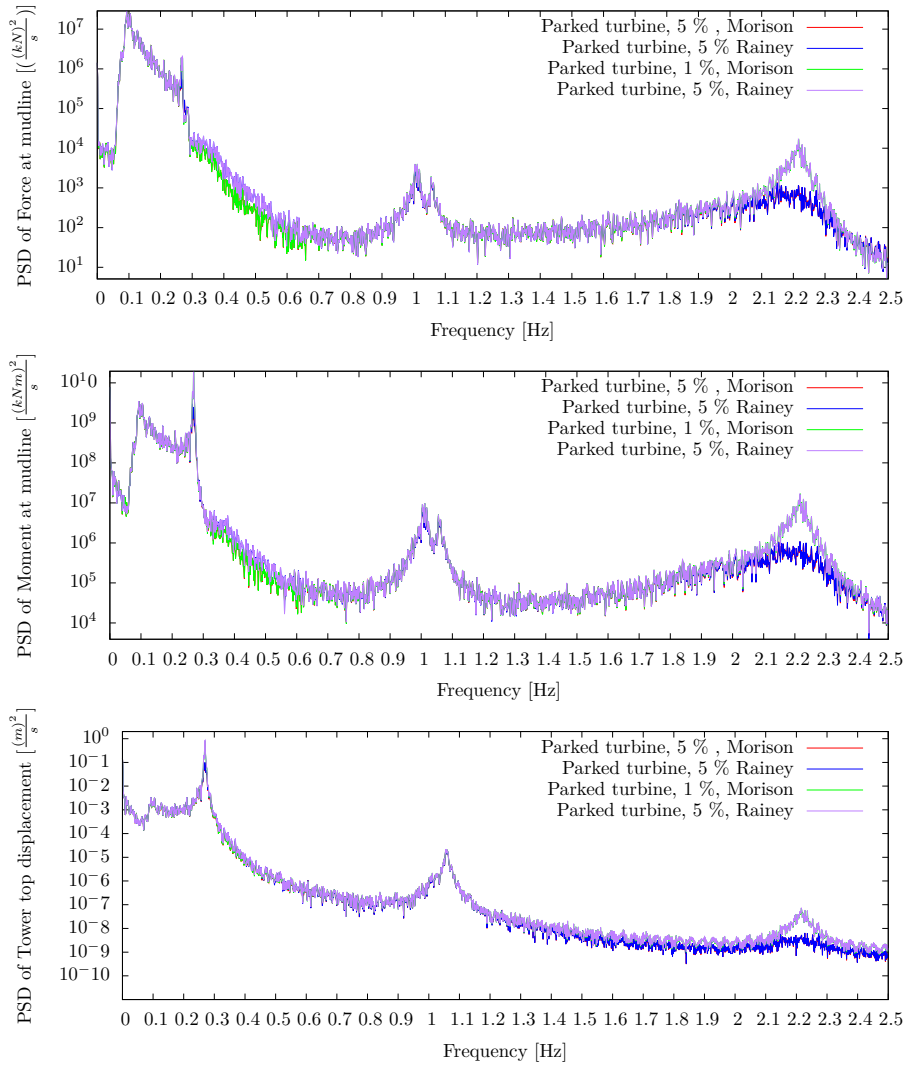 PSD of Force at mudline [(\frac{(kN)^2}{s})]
10^7
10^6
10^5
10^4
10^3
10^2
10^1
Parked turbine, 5 % , Morison
Parked turbine, 5 % Rainey
Parked turbine, 1 %, Morison
Parked turbine, 5 %, Rainey
0 0.1 0.2 0.3 0.4 0.5 0.6 0.7 0.8 0.9 1 1.1 1.2 1.3 1.4 1.5 1.6 1.7 1.8 1.9 2 2.1 2.2 2.3 2.4 2.5
Frequency [Hz]
PSD of Moment at mudline [\frac{(kNm)^2}{s}]
10^10
10^9
10^8
10^7
10^6
10^5
10^4
Parked turbine, 5 % , Morison
Parked turbine, 5 % Rainey
Parked turbine, 1 %, Morison
Parked turbine, 5 %, Rainey
0 0.1 0.2 0.3 0.4 0.5 0.6 0.7 0.8 0.9 1 1.1 1.2 1.3 1.4 1.5 1.6 1.7 1.8 1.9 2 2.1 2.2 2.3 2.4 2.5
Frequency [Hz]
PSD of Tower top displacement [\frac{(m)^2}{s}]
10^0
10^−1
10^−2
10^−3
10^−4
10^−5
10^−6
10^−7
10^−8
10^−9
10^−10
Parked turbine, 5 % , Morison
Parked turbine, 5 % Rainey
Parked turbine, 1 %, Morison
Parked turbine, 5 %, Rainey
0 0.1 0.2 0.3 0.4 0.5 0.6 0.7 0.8 0.9 1 1.1 1.2 1.3 1.4 1.5 1.6 1.7 1.8 1.9 2 2.1 2.2 2.3 2.4 2.5
Frequency [Hz]